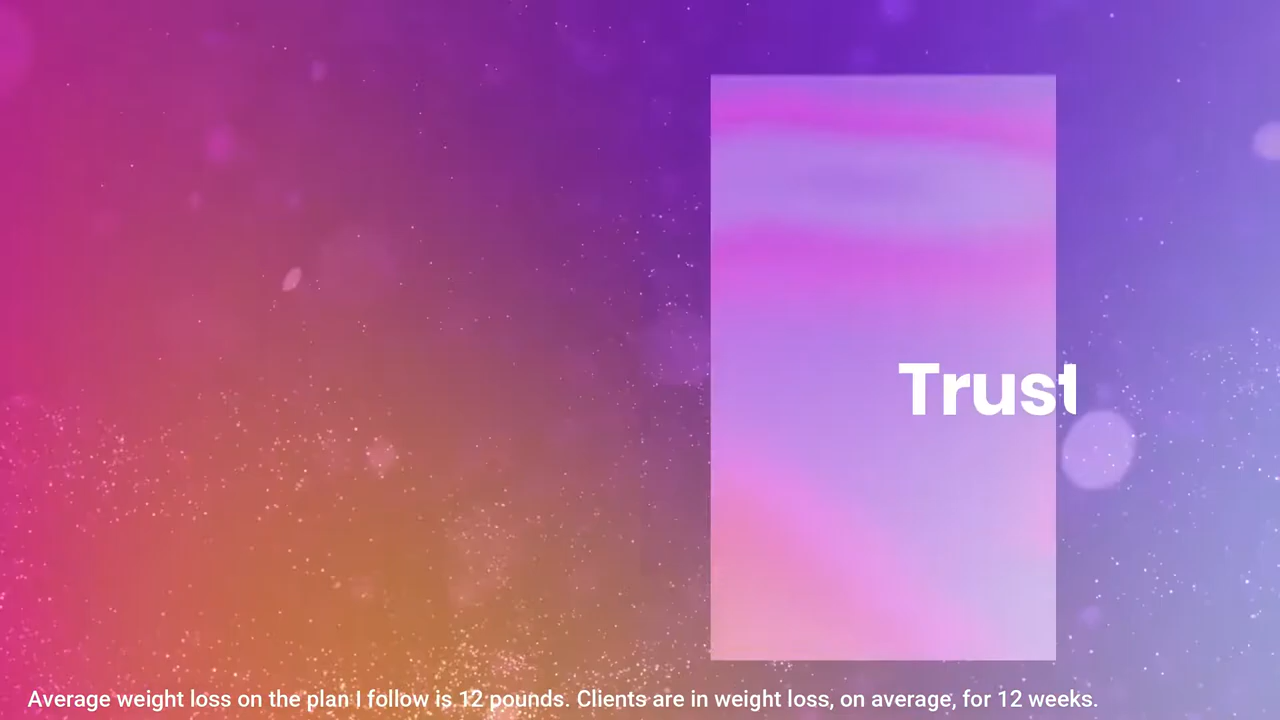 Trust
Average weight loss on the plan I follow is 12 pounds. Clients are in weight loss, on average, for 12 weeks.